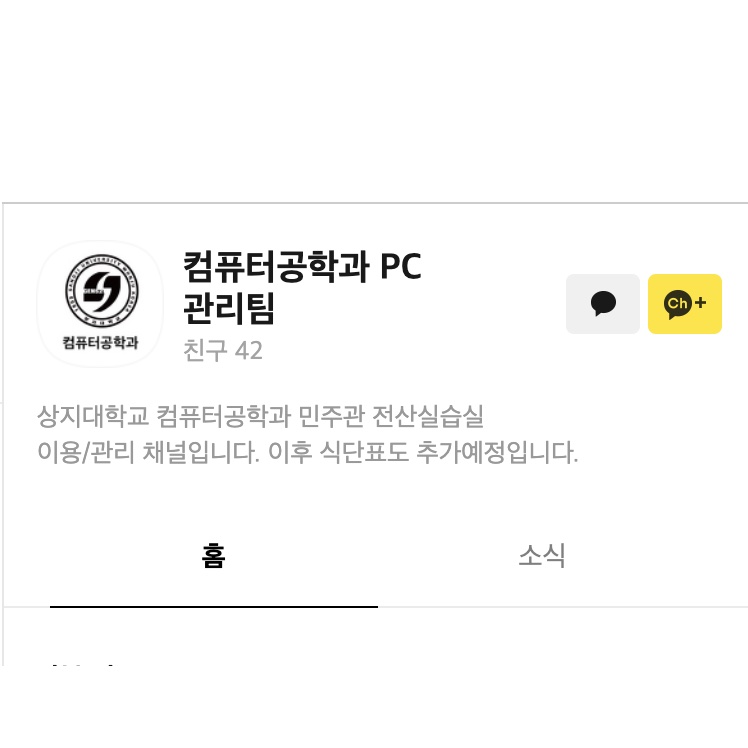 컴퓨터공학과
컴퓨터공학과 PC
관리팀
친구 42
Ch+
상지대학교 컴퓨터공학과 민주관 전산실습실
이용/관리 채널입니다. 이후 식단표도 추가예정입니다.
홈
소식